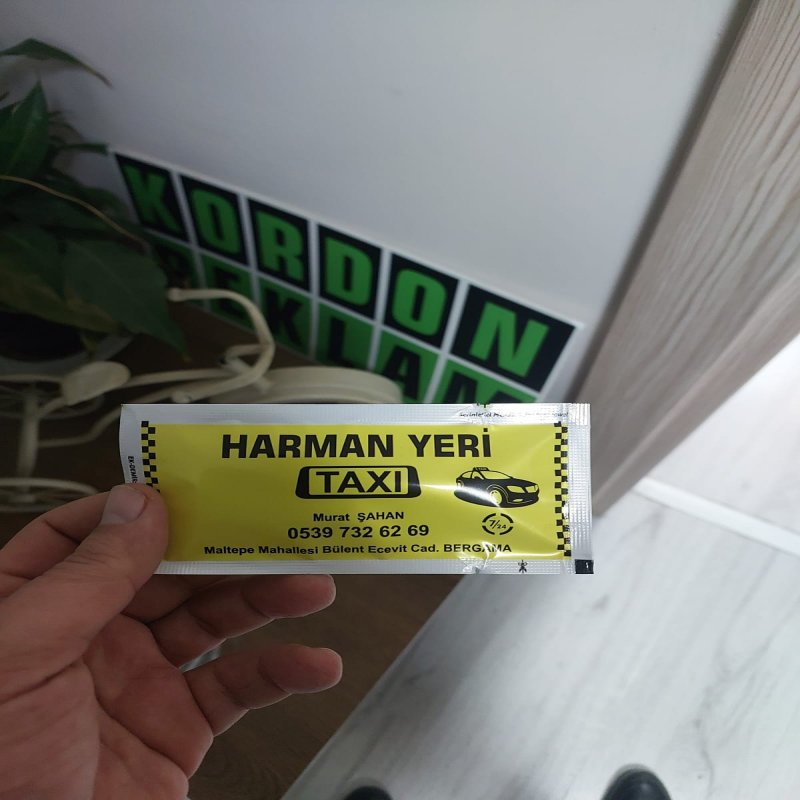 KORDON
REKLAM
HARMAN YERİ
TAXI
Murat ŞAHAN
7/24
0539 732 62 69
Maltepe Mahallesi Bülent Ecevit Cad. BERGAMA